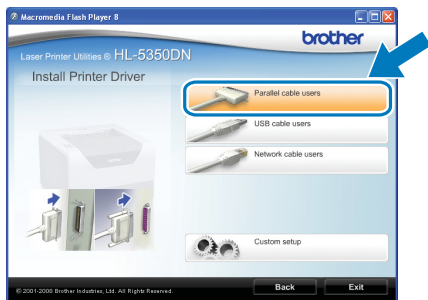 Macromedia Flash Player 8
brother
Laser Printer Utilities ® HL-5350DN
Install Printer Driver
Parallel cable users
USB cable users
Network cable users
Custom setup
© 2001-2008 Brother Industries, Ltd. All Rights Reserved.
Back
Exit